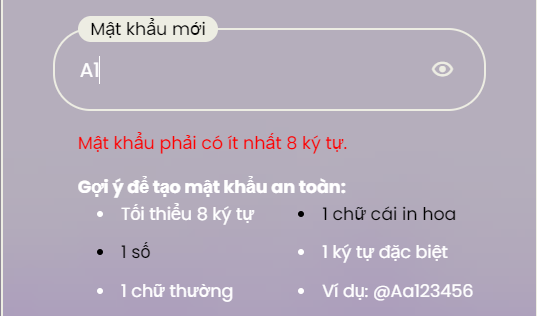 Mật khẩu mới
A1
Mật khẩu phải có ít nhất 8 ký tự.
Gợi ý để tạo mật khẩu an toàn:
• Tối thiểu 8 ký tự • 1 chữ cái in hoa
• 1 số • 1 ký tự đặc biệt
• 1 chữ thường • Ví dụ: @Aa123456